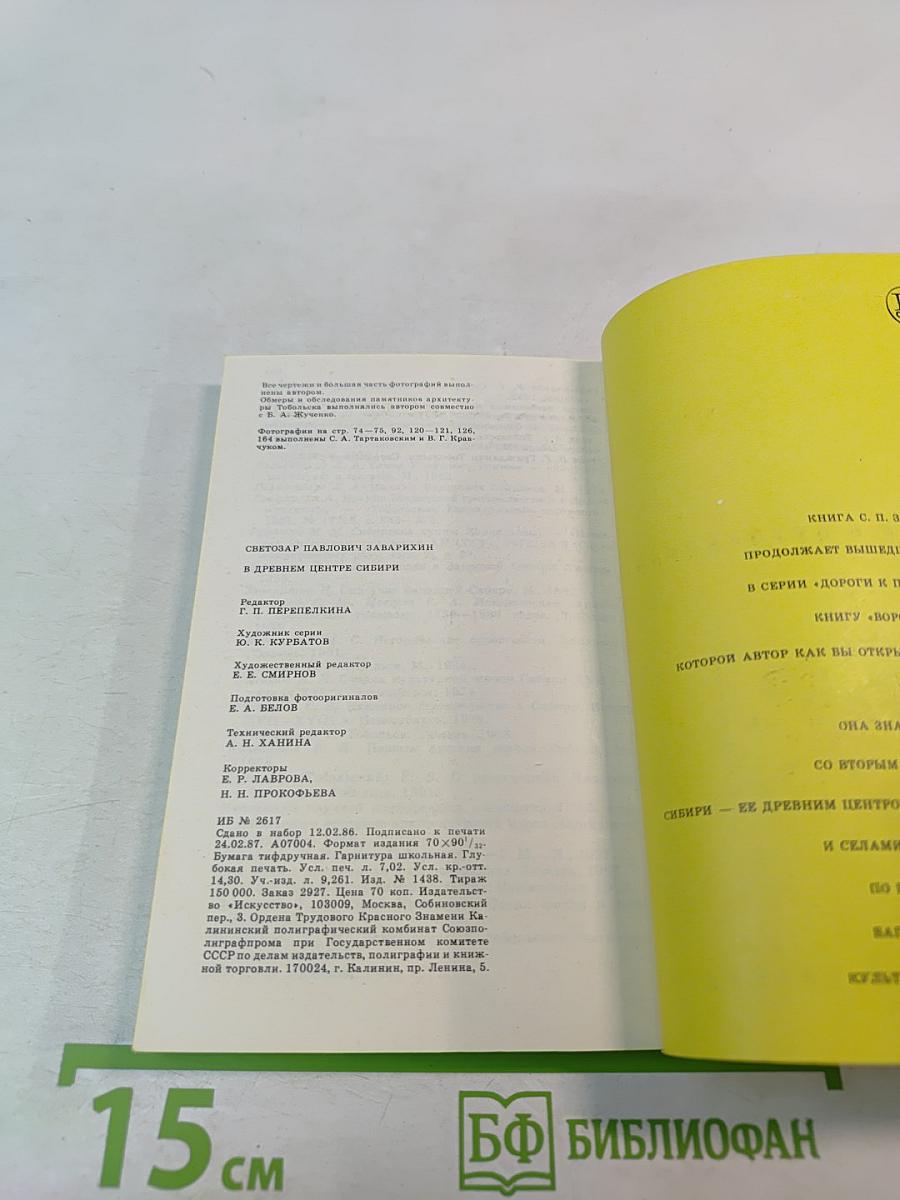 Все чертежи и большая часть фотографий выпол-
нены автором.
Обмеры и обследования памятников архитекту-
ры Тобольска выполнялись автором совместно
с Б. А. Жученко.
Фотографии на стр. 74—75, 92, 120—121, 126,
164 выполнены С. А. Тартаковским и В. Г. Крав-
чуком.
СВЕТОЗАР ПАВЛОВИЧ ЗАВАРИХИН
В ДРЕВНЕМ ЦЕНТРЕ СИБИРИ
Редактор
Г. П. ПЕРЕПЕЛКИНА
Художник серии
Ю. К. КУРБАТОВ
Художественный редактор
Е. Е. СМИРНОВ
Подготовка фотооригиналов
Е. А. БЕЛОВ
Технический редактор
А. Н. ХАНИНА
Корректоры
Е. Р. ЛАВРОВА,
Н. Н. ПРОКОФЬЕВА
ИБ № 2617
Сдано в набор 12.02.86. Подписано к печати
24.02.87. А07004. Формат издания 70×90¹/₃₂.
Бумага тифдручная. Гарнитура школьная. Глу-
бокая печать. Усл. печ. л. 7,02. Усл. кр.-отт.
14,30. Уч.-изд. л. 9,261. Изд. № 1438. Тираж
150 000. Заказ 2927. Цена 70 коп. Издательст-
во «Искусство», 103009, Москва, Собиновский
пер., 3. Ордена Трудового Красного Знамени Ка-
лининский полиграфический комбинат Союзпо-
лиграфпрома при Государственном комитете
СССР по делам издательств, полиграфии и книж-
ной торговли. 170024, г. Калинин, пр. Ленина, 5.
КНИГА С. П. З
ПРОДОЛЖАЕТ ВЫШЕДШ
В СЕРИИ «ДОРОГИ К П
КНИГУ «ВОРО
КОТОРОЙ АВТОР КАК БЫ ОТКРЫ
ОНА ЗНА
СО ВТОРЫМ
СИБИРИ — ЕЕ ДРЕВНИМ ЦЕНТРО
И СЕЛАМИ
ПО
КУЛЬТ
15 см
БФ БИБЛИОФАН